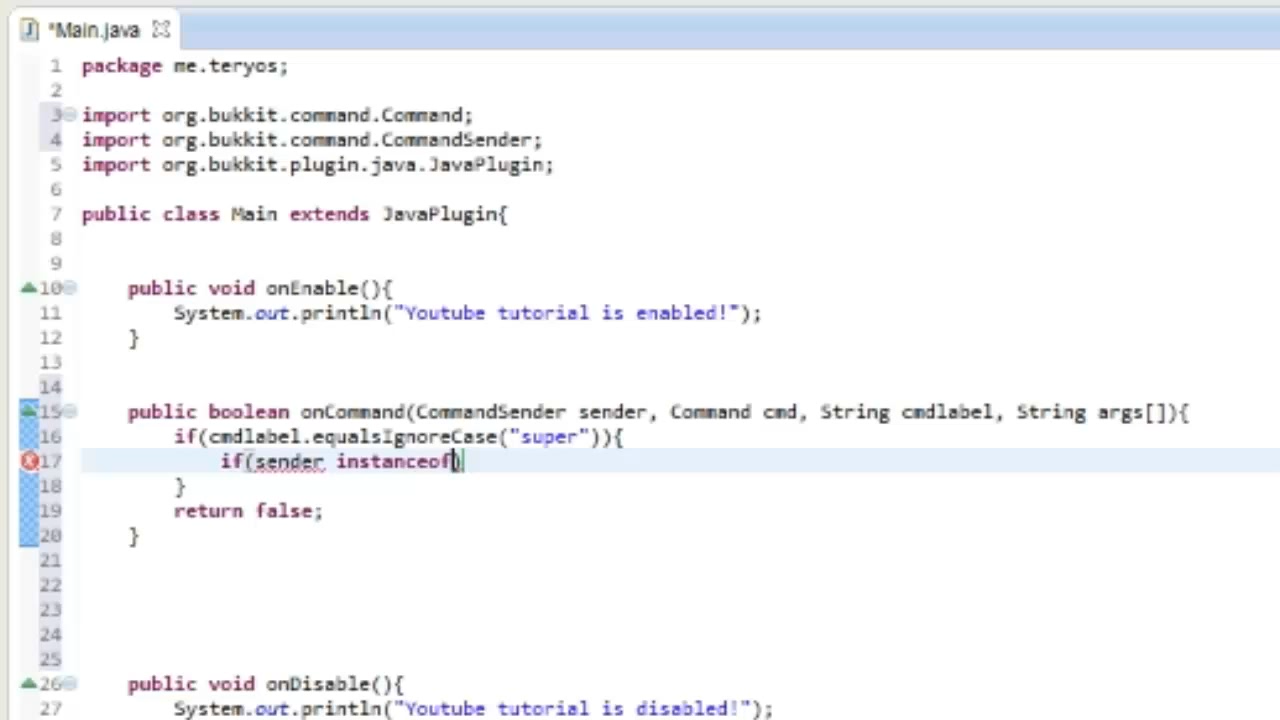 *Main.java
1 package me.teryos;
2
3 import org.bukkit.command.Command;
4 import org.bukkit.command.CommandSender;
5 import org.bukkit.plugin.java.JavaPlugin;
6
7 public class Main extends JavaPlugin{
8
9
10 public void onEnable(){
11 System.out.println("Youtube tutorial is enabled!");
12 }
13
14
15 public boolean onCommand(CommandSender sender, Command cmd, String cmdlabel, String args[]){
16 if(cmdlabel.equalsIgnoreCase("super")){
17 if(sender instanceof)
18 }
19 return false;
20 }
21
22
23
24
25
26 public void onDisable(){
27 System.out.println("Youtube tutorial is disabled!");